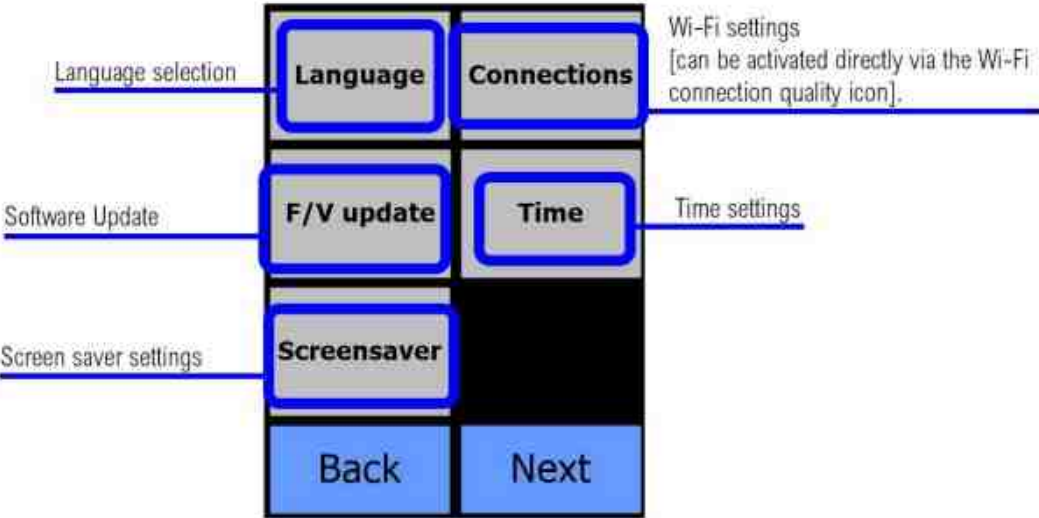 Wi-Fi settings
[can be activated directly via the Wi-Fi
connection quality icon].
Language selection
Language
Connections
Software Update
F/V update
Time
Time settings
Screen saver settings
Screensaver
Back
Next